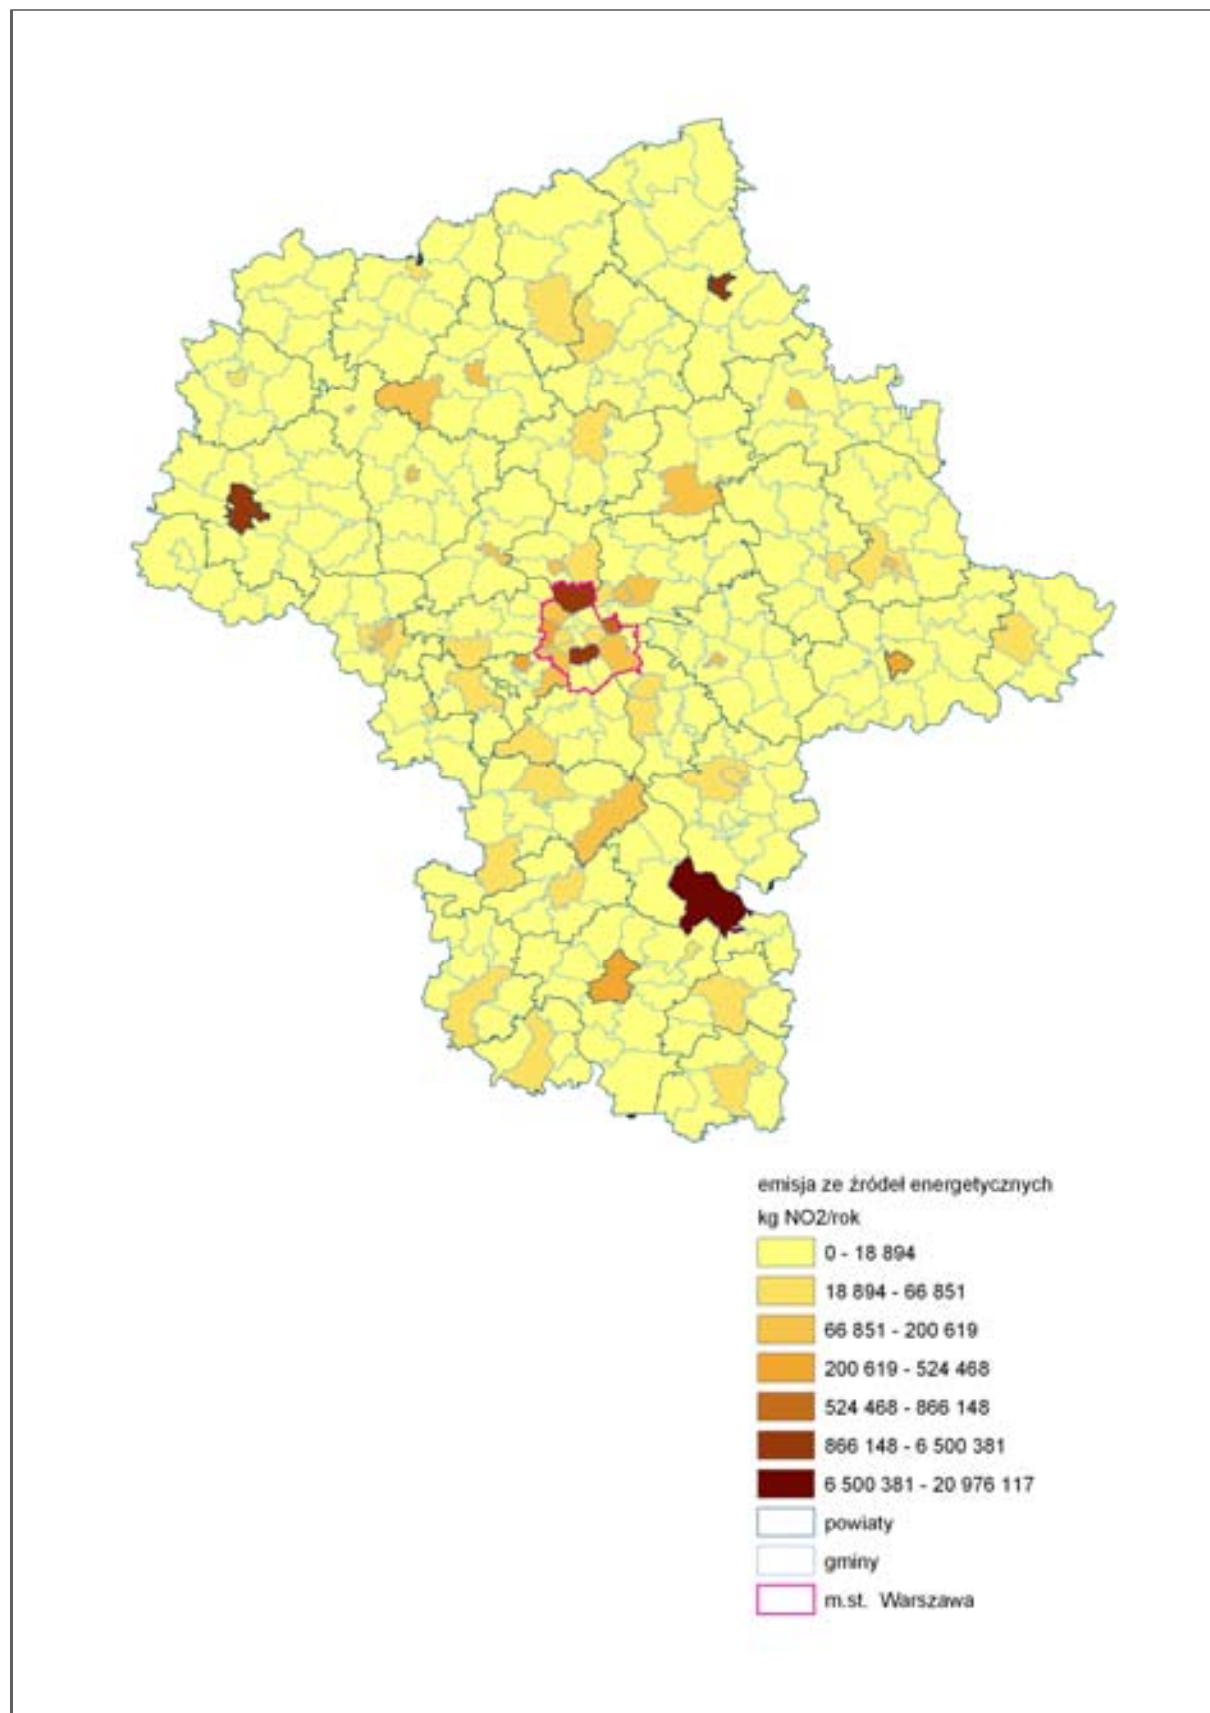 emisja ze źródeł energetycznych
kg NO2/rok
0 - 18 894
18 894 - 66 851
66 851 - 200 619
200 619 - 524 468
524 468 - 866 148
866 148 - 6 500 381
6 500 381 - 20 976 117
powiaty
gminy
m.st. Warszawa